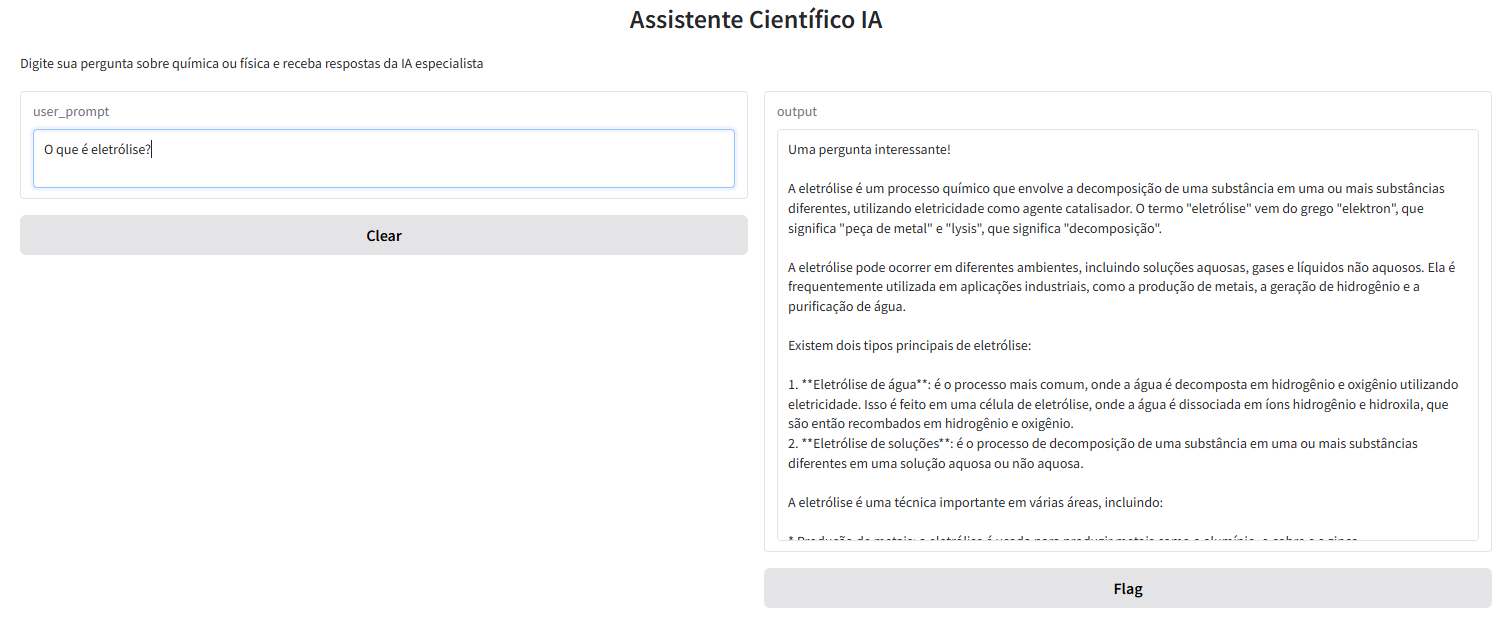 Assistente Científico IA
Digite sua pergunta sobre química ou física e receba respostas da IA especialista
user_prompt
O que é eletrólise?
Clear
output
Uma pergunta interessante!
A eletrólise é um processo químico que envolve a decomposição de uma substância em uma ou mais substâncias
diferentes, utilizando eletricidade como agente catalisador. O termo "eletrólise" vem do grego "elektron", que
significa "peça de metal" e "lysis", que significa "decomposição".
A eletrólise pode ocorrer em diferentes ambientes, incluindo soluções aquosas, gases e líquidos não aquosos. Ela é
frequentemente utilizada em aplicações industriais, como a produção de metais, a geração de hidrogênio e a
purificação de água.
Existem dois tipos principais de eletrólise:
1. **Eletrólise de água**: é o processo mais comum, onde a água é decomposta em hidrogênio e oxigênio utilizando
eletricidade. Isso é feito em uma célula de eletrólise, onde a água é dissociada em íons hidrogênio e hidroxila, que
são então recombados em hidrogênio e oxigênio.
2. **Eletrólise de soluções**: é o processo de decomposição de uma substância em uma ou mais substâncias
diferentes em uma solução aquosa ou não aquosa.
A eletrólise é uma técnica importante em várias áreas, incluindo:
Flag